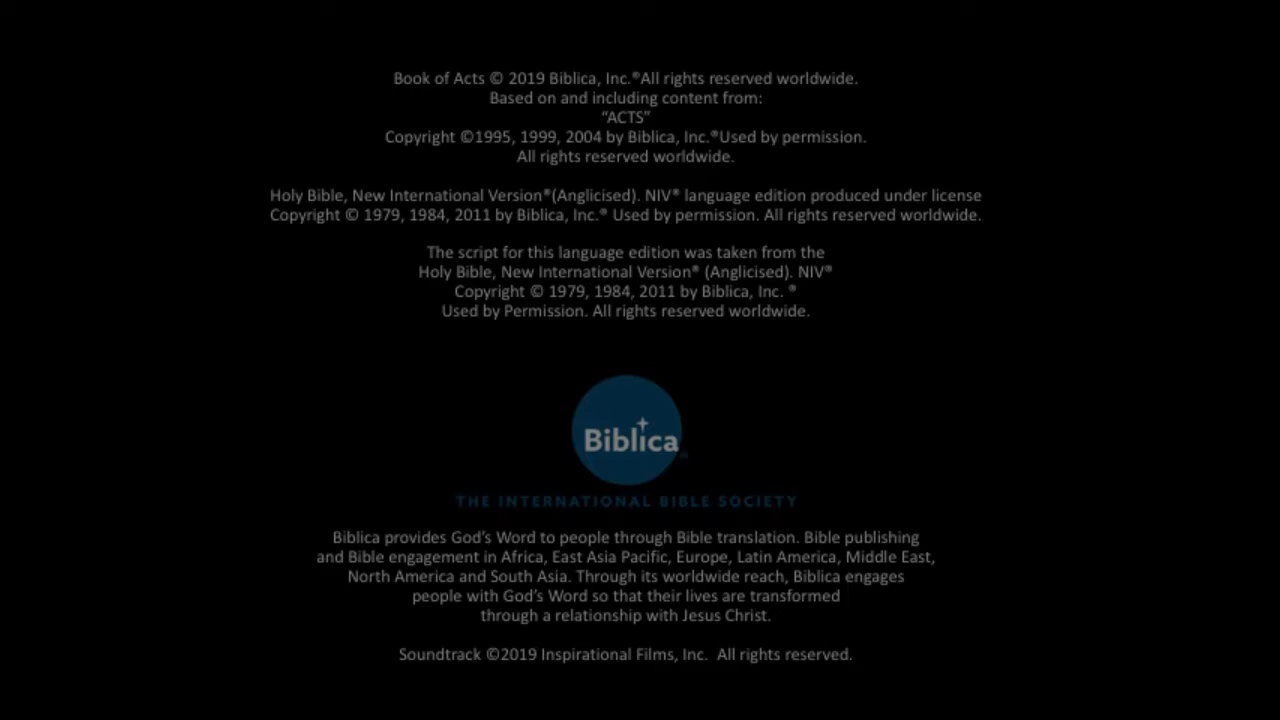 Book of Acts © 2019 Biblica, Inc.®All rights reserved worldwide.
Based on and including content from:
“ACTS”
Copyright ©1995, 1999, 2004 by Biblica, Inc.®Used by permission.
All rights reserved worldwide.
Holy Bible, New International Version®(Anglicised). NIV® language edition produced under license
Copyright © 1979, 1984, 2011 by Biblica, Inc.® Used by permission. All rights reserved worldwide.
The script for this language edition was taken from the
Holy Bible, New International Version® (Anglicised). NIV®
Copyright © 1979, 1984, 2011 by Biblica, Inc. ®
Used by Permission. All rights reserved worldwide.
Biblica
THE INTERNATIONAL BIBLE SOCIETY
Biblica provides God’s Word to people through Bible translation. Bible publishing
and Bible engagement in Africa, East Asia Pacific, Europe, Latin America, Middle East,
North America and South Asia. Through its worldwide reach, Biblica engages
people with God’s Word so that their lives are transformed
through a relationship with Jesus Christ.
Soundtrack ©2019 Inspirational Films, Inc.  All rights reserved.